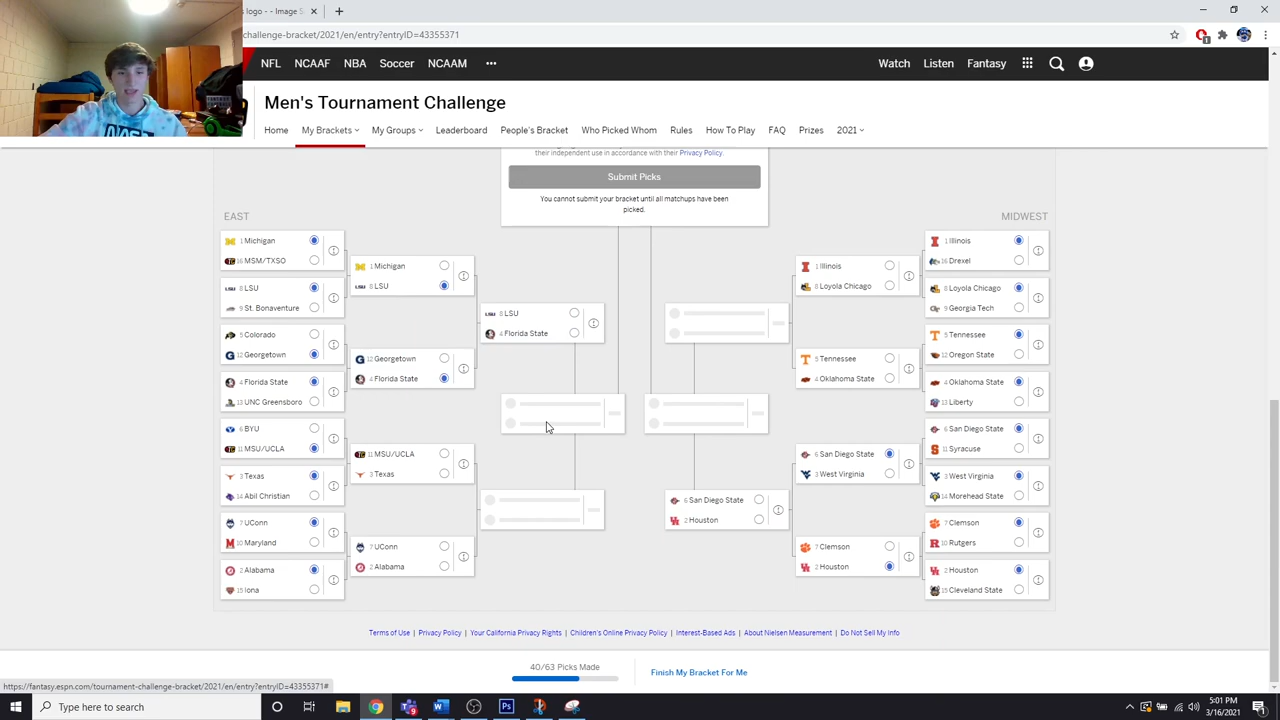 s logo - Image S
challenge-bracket/2021/en/entry?entryID=43355371
NFL NCAAF NBA Soccer NCAAM ••• Watch Listen Fantasy
Men's Tournament Challenge
Home My Brackets My Groups Leaderboard People's Bracket Who Picked Whom Rules How To Play FAQ Prizes 2021
their independent use in accordance with their Privacy Policy.
Submit Picks
You cannot submit your bracket until all matchups have been
picked.
EAST
1 Michigan
16 MSM/TXSO
8 LSU
9 St. Bonaventure
5 Colorado
12 Georgetown
4 Florida State
13 UNC Greensboro
6 BYU
11 MSU/UCLA
3 Texas
14 Abil Christian
7 UConn
10 Maryland
2 Alabama
15 Iona
1 Michigan
8 LSU
12 Georgetown
4 Florida State
11 MSU/UCLA
3 Texas
7 UConn
2 Alabama
8 LSU
4 Florida State
MIDWEST
6 San Diego State
2 Houston
1 Illinois
8 Loyola Chicago
5 Tennessee
4 Oklahoma State
6 San Diego State
3 West Virginia
7 Clemson
2 Houston
1 Illinois
16 Drexel
8 Loyola Chicago
9 Georgia Tech
5 Tennessee
12 Oregon State
4 Oklahoma State
13 Liberty
6 San Diego State
11 Syracuse
3 West Virginia
14 Morehead State
7 Clemson
10 Rutgers
2 Houston
15 Cleveland State
Terms of Use | Privacy Policy | Your California Privacy Rights | Children's Online Privacy Policy | Interest-Based Ads | About Nielsen Measurement | Do Not Sell My Info
40/63 Picks Made
Finish My Bracket For Me
https://fantasy.espn.com/tournament-challenge-bracket/2021/en/entry?entryID=43355371#
Type here to search
5:01 PM
3/16/2021